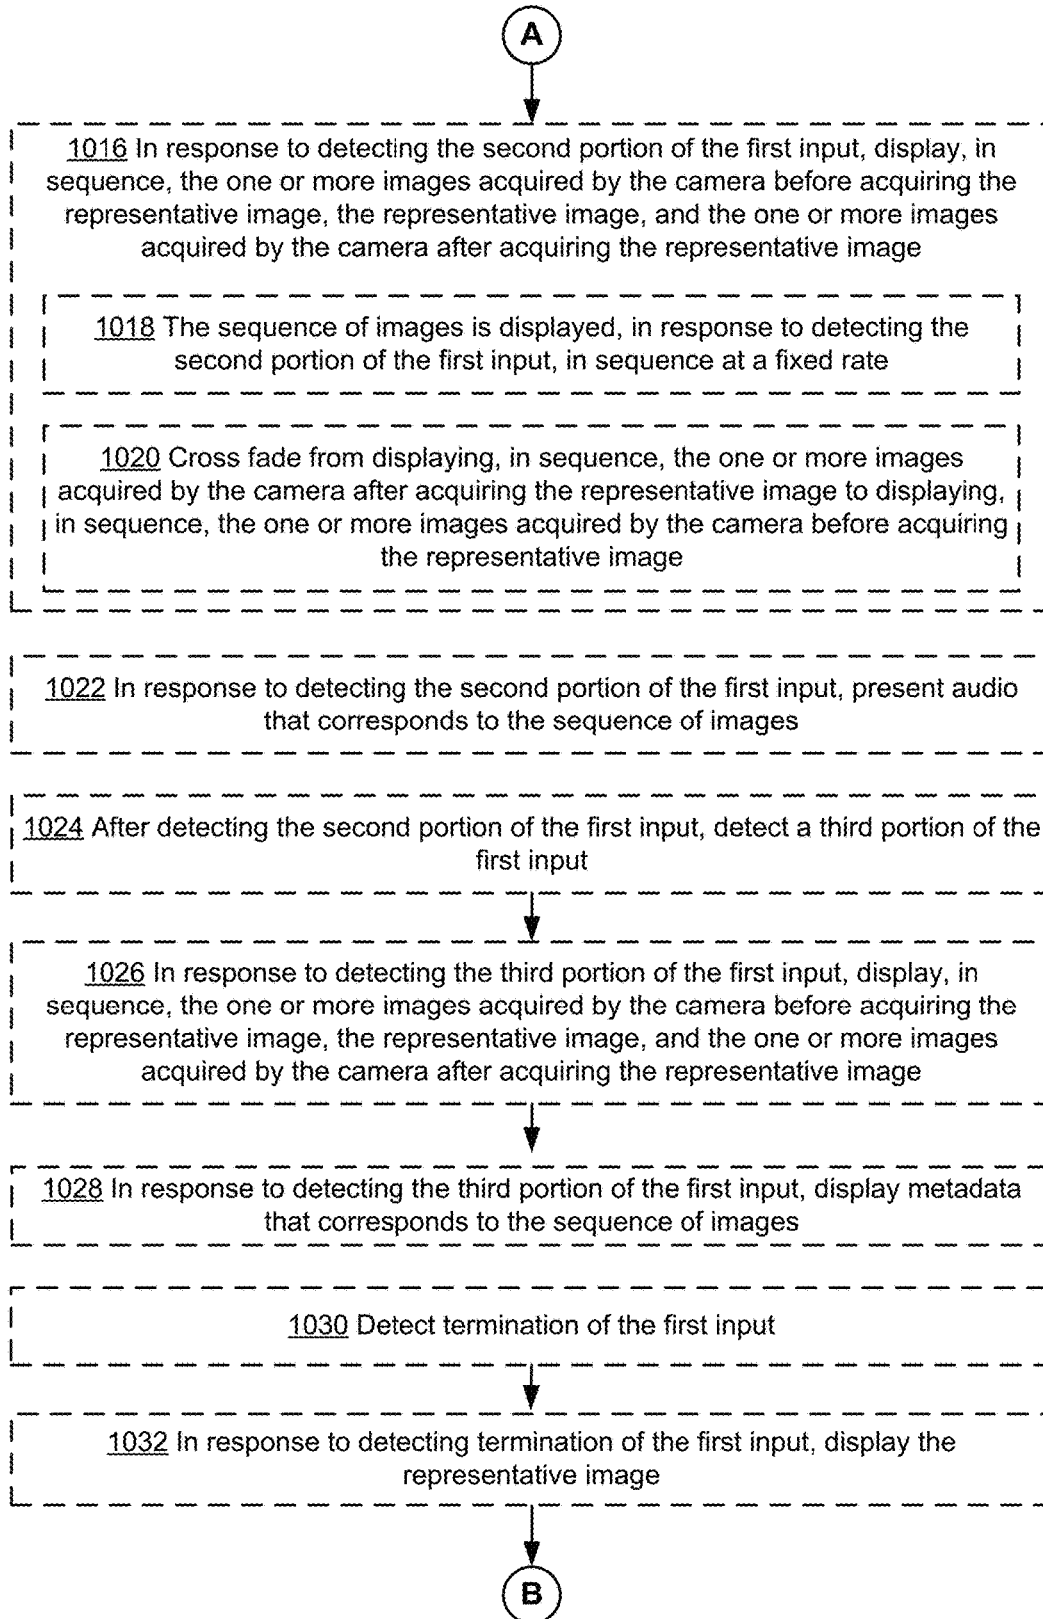 A
1016 In response to detecting the second portion of the first input, display, in
sequence, the one or more images acquired by the camera before acquiring the
representative image, the representative image, and the one or more images
acquired by the camera after acquiring the representative image
1018 The sequence of images is displayed, in response to detecting the
second portion of the first input, in sequence at a fixed rate
1020 Cross fade from displaying, in sequence, the one or more images
acquired by the camera after acquiring the representative image to displaying,
in sequence, the one or more images acquired by the camera before acquiring
the representative image
1022 In response to detecting the second portion of the first input, present audio
that corresponds to the sequence of images
1024 After detecting the second portion of the first input, detect a third portion of the
first input
1026 In response to detecting the third portion of the first input, display, in
sequence, the one or more images acquired by the camera before acquiring the
representative image, the representative image, and the one or more images
acquired by the camera after acquiring the representative image
1028 In response to detecting the third portion of the first input, display metadata
that corresponds to the sequence of images
1030 Detect termination of the first input
1032 In response to detecting termination of the first input, display the
representative image
B